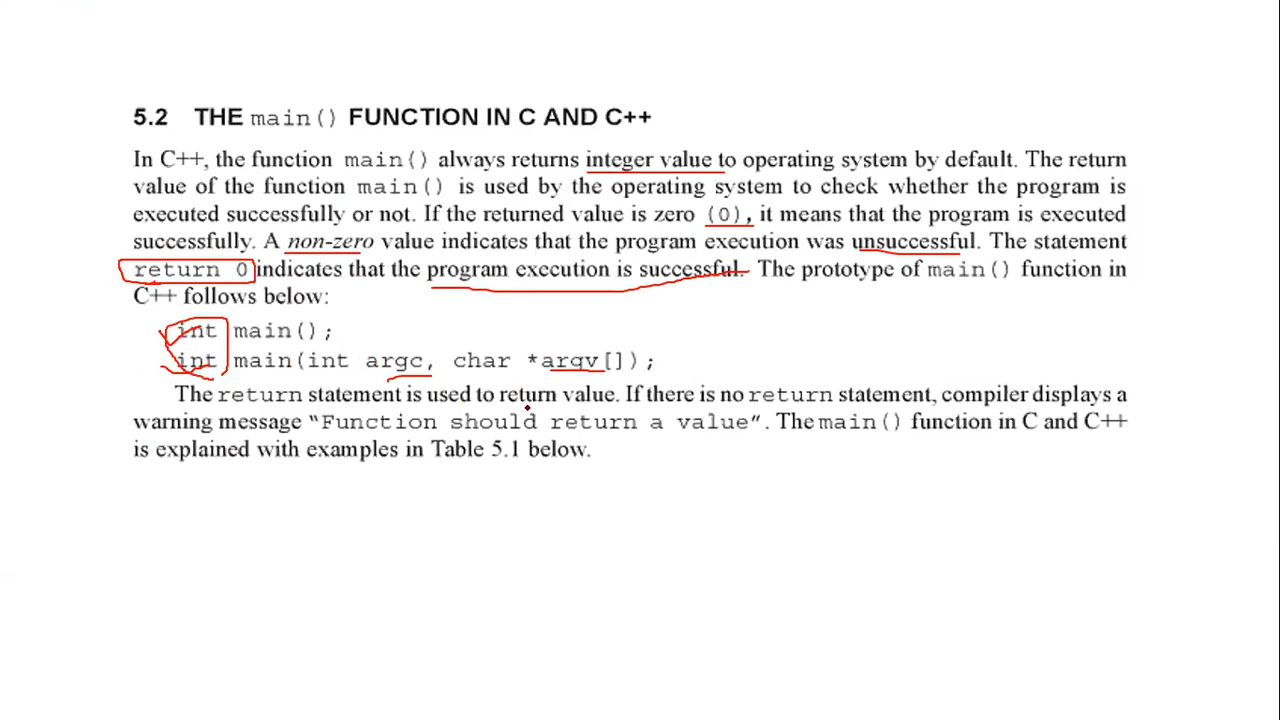 5.2 THE main() FUNCTION IN C AND C++
In C++, the function main() always returns integer value to operating system by default. The return
value of the function main() is used by the operating system to check whether the program is
executed successfully or not. If the returned value is zero (0), it means that the program is executed
successfully. A non-zero value indicates that the program execution was unsuccessful. The statement
return 0 indicates that the program execution is successful. The prototype of main() function in
C++ follows below:
int main();
int main(int argc, char *argv[]);
The return statement is used to return value. If there is no return statement, compiler displays a
warning message "Function should return a value". The main() function in C and C++
is explained with examples in Table 5.1 below.